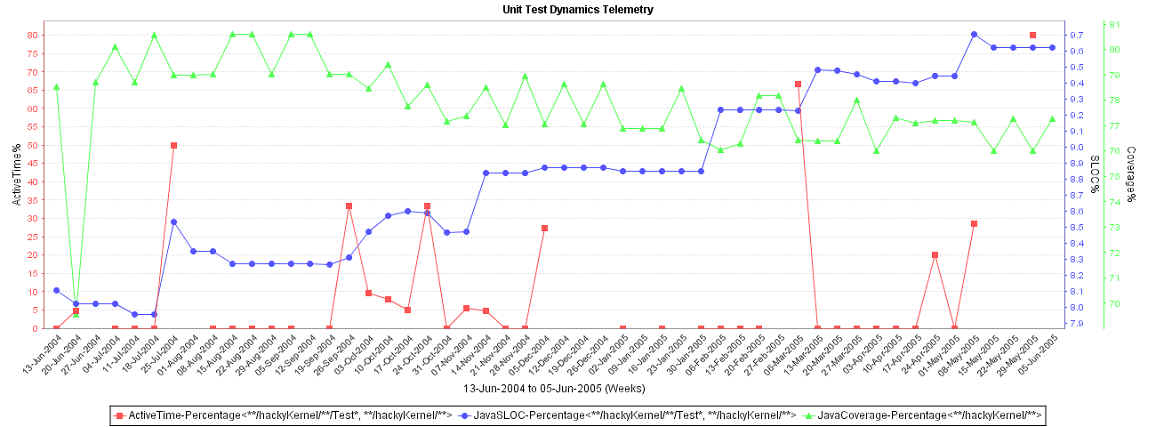 Unit Test Dynamics Telemetry
80
75
70
65
60
55
50
45
40
35
30
25
20
15
10
5
0
ActiveTime%
9.7
9.6
9.5
9.4
9.3
9.2
9.1
9.0
8.9
8.8
8.7
8.6
8.5
8.4
8.3
8.2
8.1
8.0
7.9
SLOC%
81
80
79
78
77
76
75
74
73
72
71
70
Coverage%
13-Jun-2004
20-Jun-2004
27-Jun-2004
04-Jul-2004
11-Jul-2004
18-Jul-2004
25-Jul-2004
01-Aug-2004
08-Aug-2004
15-Aug-2004
22-Aug-2004
29-Aug-2004
05-Sep-2004
12-Sep-2004
19-Sep-2004
26-Sep-2004
03-Oct-2004
10-Oct-2004
17-Oct-2004
24-Oct-2004
31-Oct-2004
07-Nov-2004
14-Nov-2004
21-Nov-2004
28-Nov-2004
05-Dec-2004
12-Dec-2004
19-Dec-2004
26-Dec-2004
02-Jan-2005
09-Jan-2005
16-Jan-2005
23-Jan-2005
30-Jan-2005
06-Feb-2005
13-Feb-2005
20-Feb-2005
27-Feb-2005
06-Mar-2005
13-Mar-2005
20-Mar-2005
27-Mar-2005
03-Apr-2005
10-Apr-2005
17-Apr-2005
24-Apr-2005
01-May-2005
08-May-2005
15-May-2005
22-May-2005
29-May-2005
05-Jun-2005
13-Jun-2004 to 05-Jun-2005 (Weeks)
ActiveTime-Percentage<**/hackyKernel/**/Test*, **/hackyKernel/**> JavaSLOC-Percentage<**/hackyKernel/**/Test*, **/hackyKernel/**> JavaCoverage-Percentage<**/hackyKernel/**>